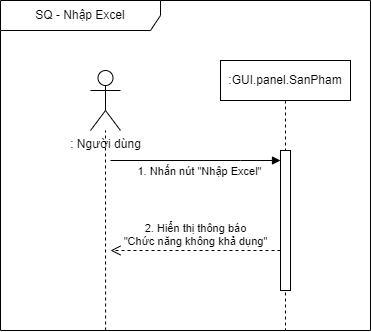 SQ - Nhập Excel
:GUI.panel.SanPham
: Người dùng
1. Nhấn nút "Nhập Excel"
2. Hiển thị thông báo
"Chức năng không khả dụng"